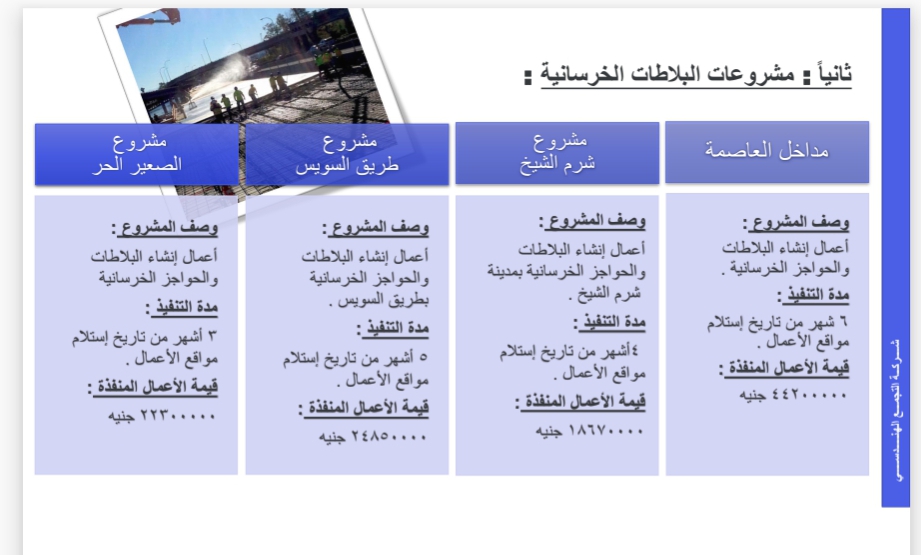 ثانياً : مشروعات البلاطات الخرسانية :
مداخل العاصمة
وصف المشروع :
أعمال إنشاء البلاطات
والحواجز الخرسانية .
مدة التنفيذ :
٦ شهر من تاريخ إستلام
مواقع الأعمال .
قيمة الأعمال المنفذة :
٤٤٢٠٠٠٠٠ جنيه
مشروع
شرم الشيخ
وصف المشروع :
أعمال إنشاء البلاطات
والحواجز الخرسانية بمدينة
شرم الشيخ .
مدة التنفيذ :
٤أشهر من تاريخ إستلام
مواقع الأعمال .
قيمة الأعمال المنفذة :
١٨٦٧٠٠٠٠ جنيه
مشروع
طريق السويس
وصف المشروع :
أعمال إنشاء البلاطات
والحواجز الخرسانية
بطريق السويس .
مدة التنفيذ :
٥ أشهر من تاريخ إستلام
مواقع الأعمال .
قيمة الأعمال المنفذة :
٢٤٨٥٠٠٠٠ جنيه
مشروع
الصعير الحر
وصف المشروع :
أعمال إنشاء البلاطات
والحواجز الخرسانية
مدة التنفيذ :
٣ أشهر من تاريخ إستلام
مواقع الأعمال .
قيمة الأعمال المنفذة :
٢٢٣٠٠٠٠٠ جنيه
شــركــة التجمــع الهنــدســي